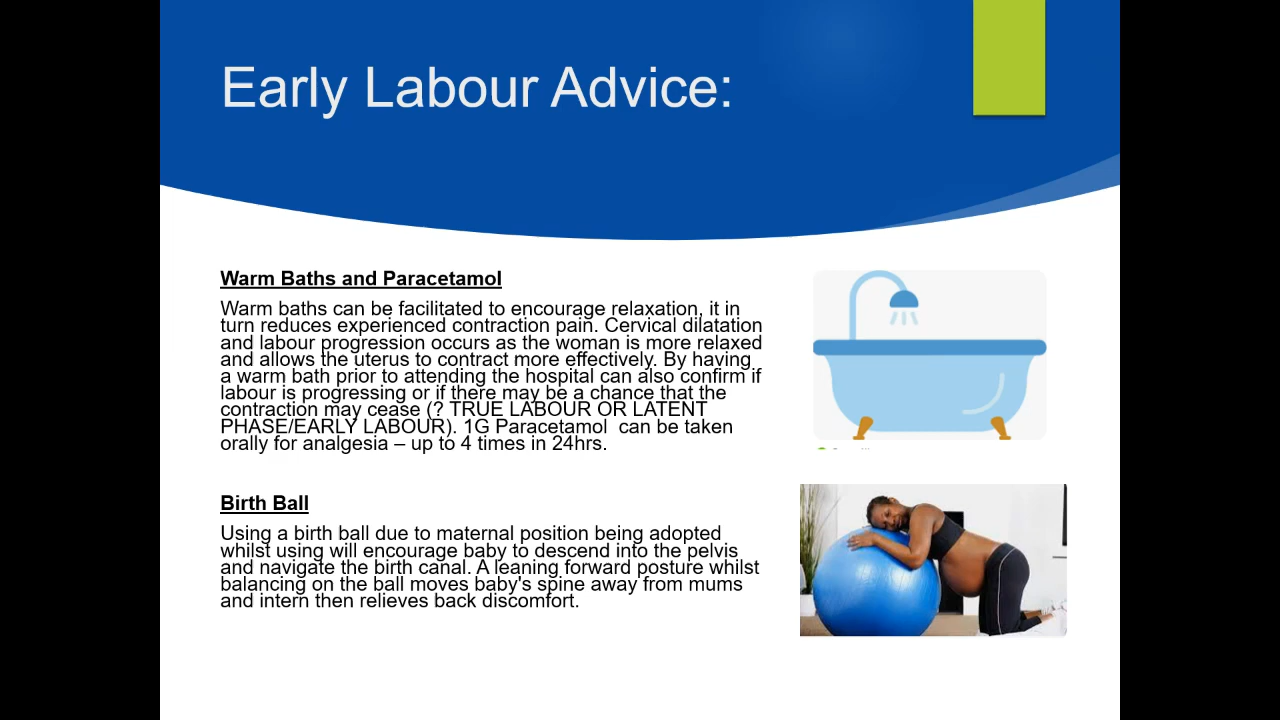 Early Labour Advice:
Warm Baths and Paracetamol
Warm baths can be facilitated to encourage relaxation, it in
turn reduces experienced contraction pain. Cervical dilatation
and labour progression occurs as the woman is more relaxed
and allows the uterus to contract more effectively. By having
a warm bath prior to attending the hospital can also confirm if
labour is progressing or if there may be a chance that the
contraction may cease (? TRUE LABOUR OR LATENT
PHASE/EARLY LABOUR). 1G Paracetamol  can be taken
orally for analgesia – up to 4 times in 24hrs.
Birth Ball
Using a birth ball due to maternal position being adopted
whilst using will encourage baby to descend into the pelvis
and navigate the birth canal. A leaning forward posture whilst
balancing on the ball moves baby's spine away from mums
and intern then relieves back discomfort.